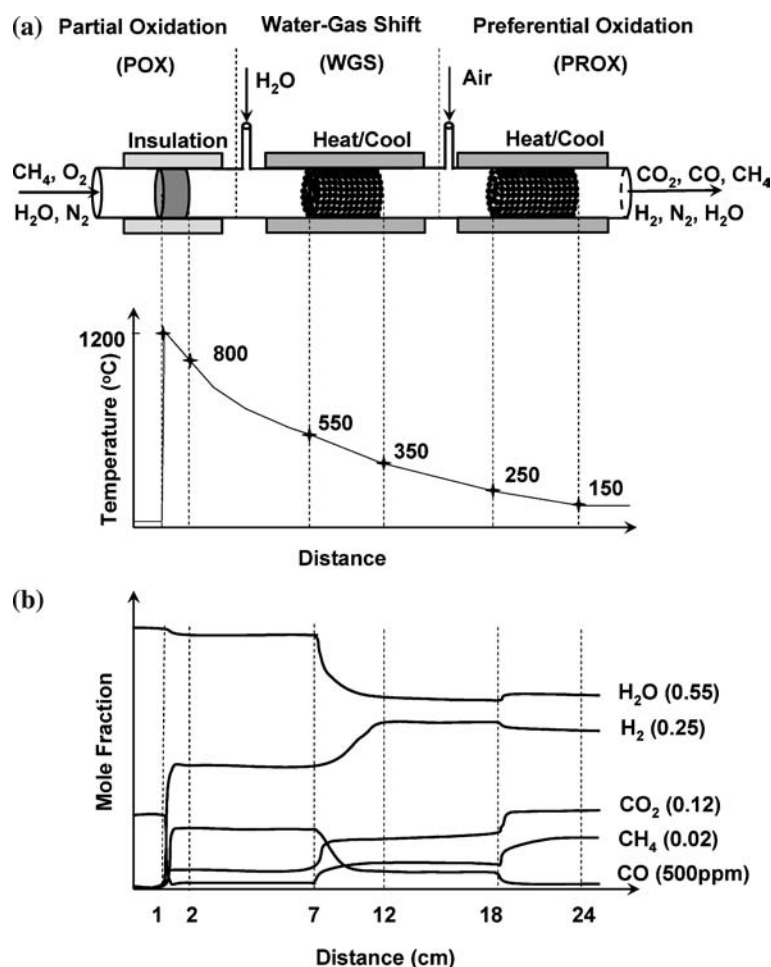 (a)
Partial Oxidation
(POX)
Water-Gas Shift
(WGS)
Preferential Oxidation
(PROX)
H₂O
Air
Insulation
Heat/Cool
Heat/Cool
CH₄, O₂
H₂O, N₂
CO₂, CO, CH₄
H₂, N₂, H₂O
Temperature (ºC)
1200
800
550
350
250
150
Distance
(b)
Mole Fraction
H₂O (0.55)
H₂ (0.25)
CO₂ (0.12)
CH₄ (0.02)
CO (500ppm)
1 2 7 12 18 24
Distance (cm)